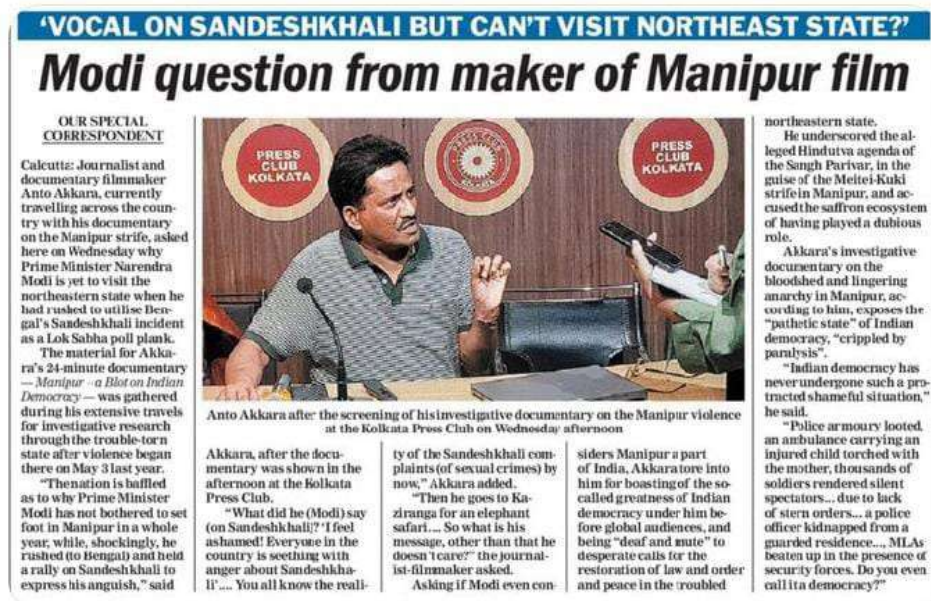 'VOCAL ON SANDESHKHALI BUT CAN'T VISIT NORTHEAST STATE?'
Modi question from maker of Manipur film
OUR SPECIAL
CORRESPONDENT
Calcutta: Journalist and
documentary filmmaker
Anto Akkara, currently
travelling across the coun-
try with his documentary
on the Manipur strife, asked
here on Wednesday why
Prime Minister Narendra
Modi is yet to visit the
northeastern state when he
had rushed to utilise Ben-
gal's Sandeshkhali incident
as a Lok Sabha poll plank.
The material for Akka-
ra's 24-minute documentary
— Manipur – a Blot on Indian
Democracy — was gathered
during his extensive travels
for investigative research
through the trouble-torn
state after violence began
there on May 3 last year.
"The nation is baffled
as to why Prime Minister
Modi has not bothered to set
foot in Manipur in a whole
year, while, shockingly, he
rushed (to Bengal) and held
a rally on Sandeshkhali to
express his anguish," said
PRESS
CLUB
KOLKATA
PRESS
CLUB
KOLKATA
Anto Akkara after the screening of his investigative documentary on the Manipur violence
at the Kolkata Press Club on Wednesday afternoon
Akkara, after the docu-
mentary was shown in the
afternoon at the Kolkata
Press Club.
"What did he (Modi) say
(on Sandeshkhali)? 'I feel
ashamed! Everyone in the
country is seething with
anger about Sandeshkha-
li'.... You all know the reali-
ty of the Sandeshkhali com-
plaints (of sexual crimes) by
now," Akkara added.
"Then he goes to Ka-
ziranga for an elephant
safari.... So what is his
message, other than that he
doesn't care?" the journal-
ist-filmmaker asked.
Asking if Modi even con-
siders Manipur a part
of India, Akkara tore into
him for boasting of the so-
called greatness of Indian
democracy under him be-
fore global audiences, and
being "deaf and mute" to
desperate calls for the
restoration of law and order
and peace in the troubled
northeastern state.
He underscored the al-
leged Hindutva agenda of
the Sangh Parivar, in the
guise of the Meitei-Kuki
strife in Manipur, and ac-
cused the saffron ecosystem
of having played a dubious
role.
Akkara's investigative
documentary on the
bloodshed and lingering
anarchy in Manipur, ac-
cording to him, exposes the
"pathetic state" of Indian
democracy, "crippled by
paralysis".
"Indian democracy has
never undergone such a pro-
tracted shameful situation,"
he said.
"Police armoury looted,
an ambulance carrying an
injured child torched with
the mother, thousands of
soldiers rendered silent
spectators... due to lack
of stern orders... a police
officer kidnapped from a
guarded residence..., MLAs
beaten up in the presence of
security forces. Do you even
call it a democracy?"